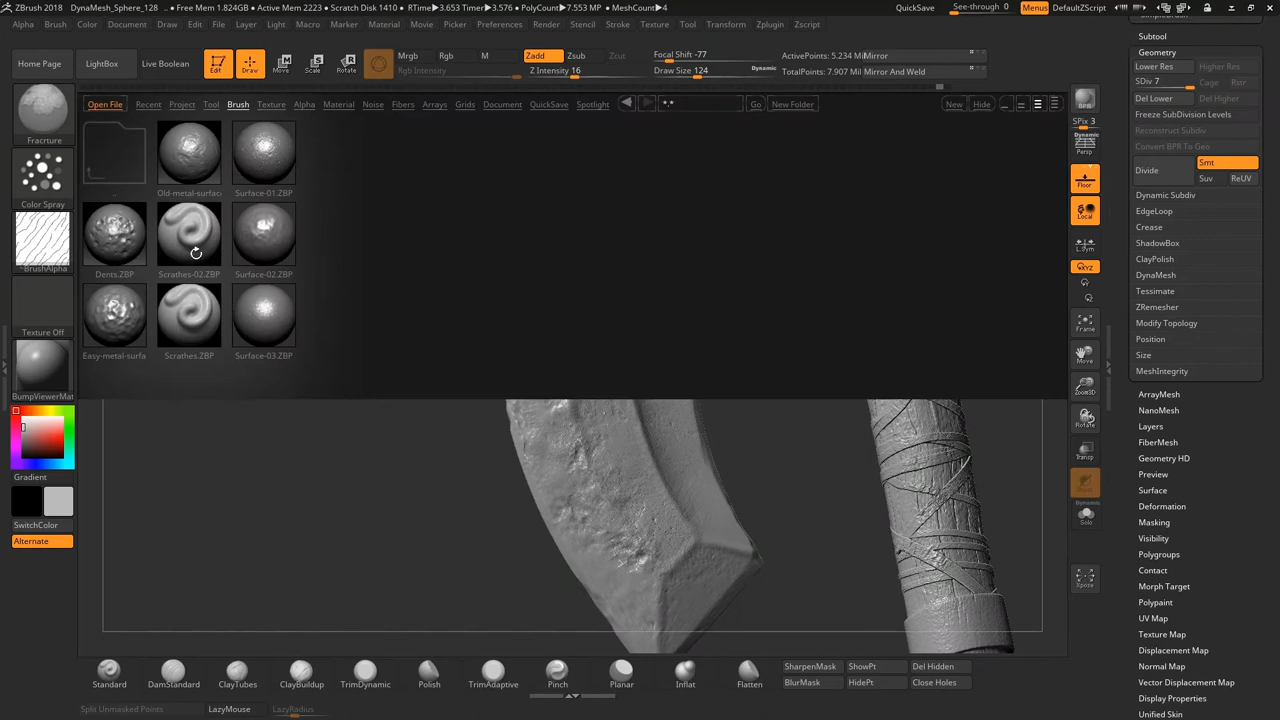 ZBrush 2018 DynaMesh_Sphere_128 .. • Free Mem 1.824GB • Active Mem 2223 • Scratch Disk 1410 • RTime▶3.653 Timer▶3.576 • PolyCount▶7.553 MP • MeshCount▶4 QuickSave See-through 0 Menus DefaultZScript
Alpha Brush Color Document Draw Edit File Layer Light Macro Marker Material Movie Picker Preferences Render Stencil Stroke Texture Tool Transform Zplugin Zscript
Home Page LightBox Live Boolean Edit Draw Move Scale Rotate
Mrgb Rgb M Zadd Zsub Zcut Focal Shift -77 ActivePoints: 5.234 Mil Mirror
Rgb Intensity Z Intensity 16 Draw Size 124 Dynamic TotalPoints: 7.907 Mil Mirror And Weld
Open File Recent Project Tool Brush Texture Alpha Material Noise Fibers Arrays Grids Document QuickSave Spotlight *.* Go New Folder New Hide
..
Old-metal-surface
Surface-01.ZBP
Dents.ZBP
Scrathes-02.ZBP
Surface-02.ZBP
Easy-metal-surfa
Scrathes.ZBP
Surface-03.ZBP
Fracrture
Color Spray
~BrushAlpha
Texture Off
BumpViewerMat
Gradient
SwitchColor
Alternate
BPR
SPix 3
Dynamic
Persp
Floor
Local
L.Sym
XYZ
Frame
Move
Zoom3D
Rotate
Transp
Dynamic
Solo
Xpose
SimpleBrush
Subtool
Geometry
Lower Res Higher Res
SDiv 7 Cage Rstr
Del Lower Del Higher
Freeze SubDivision Levels
Reconstruct Subdiv
Convert BPR To Geo
Divide Smt
Suv ReUV
Dynamic Subdiv
EdgeLoop
Crease
ShadowBox
ClayPolish
DynaMesh
Tessimate
ZRemesher
Modify Topology
Position
Size
MeshIntegrity
ArrayMesh
NanoMesh
Layers
FiberMesh
Geometry HD
Preview
Surface
Deformation
Masking
Visibility
Polygroups
Contact
Morph Target
Polypaint
UV Map
Texture Map
Displacement Map
Normal Map
Vector Displacement Map
Display Properties
Unified Skin
Standard DamStandard ClayTubes ClayBuildup TrimDynamic Polish TrimAdaptive Pinch Planar Inflat Flatten
SharpenMask ShowPt Del Hidden
BlurMask HidePt Close Holes
Split Unmasked Points LazyMouse LazyRadius